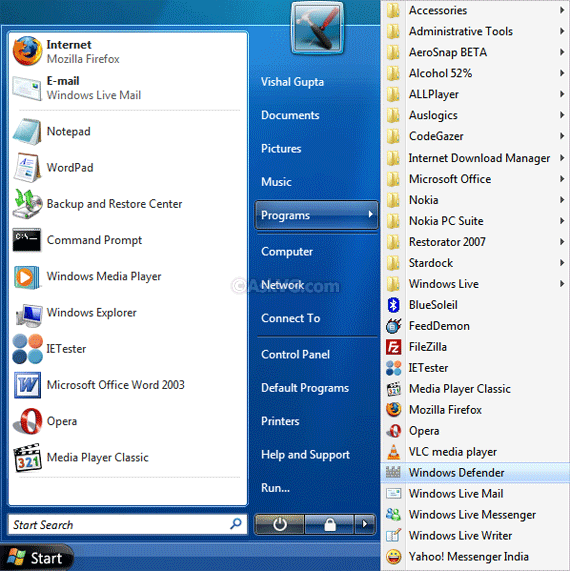 Internet
Mozilla Firefox
E-mail
Windows Live Mail
Notepad
WordPad
Backup and Restore Center
Command Prompt
Windows Media Player
Windows Explorer
IETester
Microsoft Office Word 2003
Opera
Media Player Classic
Start Search
Start
Vishal Gupta
Documents
Pictures
Music
Programs
Computer
Network
Connect To
Control Panel
Default Programs
Printers
Help and Support
Run...
©AskVG.com
Accessories
Administrative Tools
AeroSnap BETA
Alcohol 52%
ALLPlayer
Auslogics
CodeGazer
Internet Download Manager
Microsoft Office
Nokia
Nokia PC Suite
Restorator 2007
Stardock
Windows Live
BlueSoleil
FeedDemon
FileZilla
IETester
Media Player Classic
Mozilla Firefox
Opera
VLC media player
Windows Defender
Windows Live Mail
Windows Live Messenger
Windows Live Writer
Yahoo! Messenger India